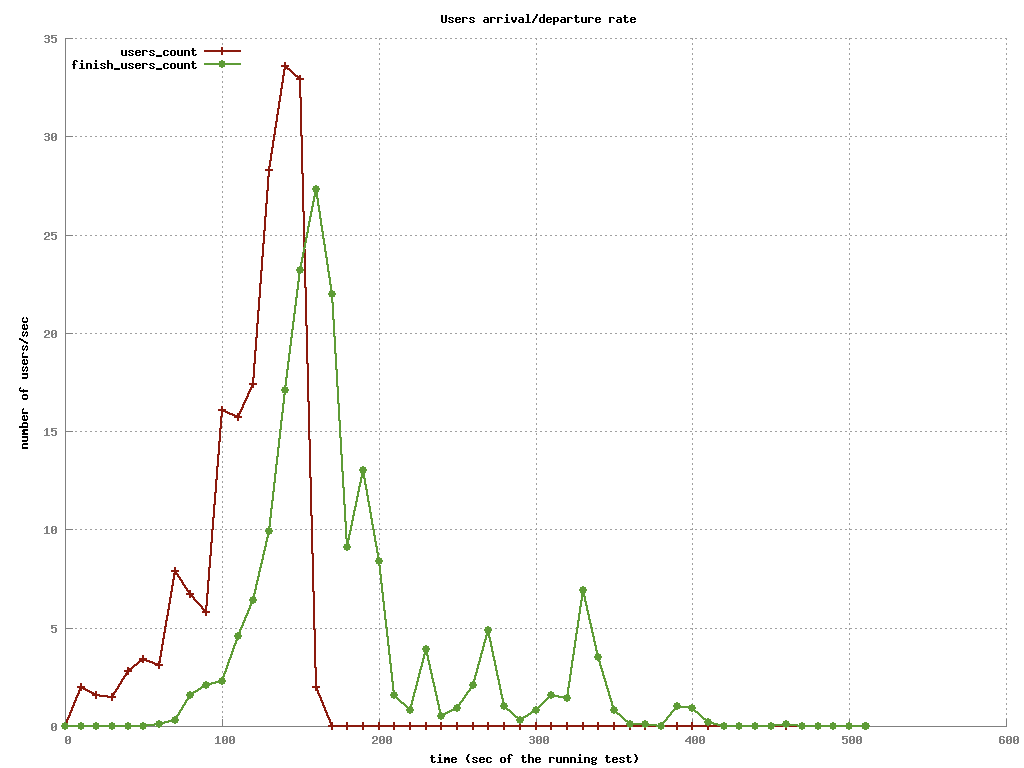 Users arrival/departure rate
35
users_count
finish_users_count
30
25
20
number of users/sec
15
10
5
0
0 100 200 300 400 500 600
time (sec of the running test)